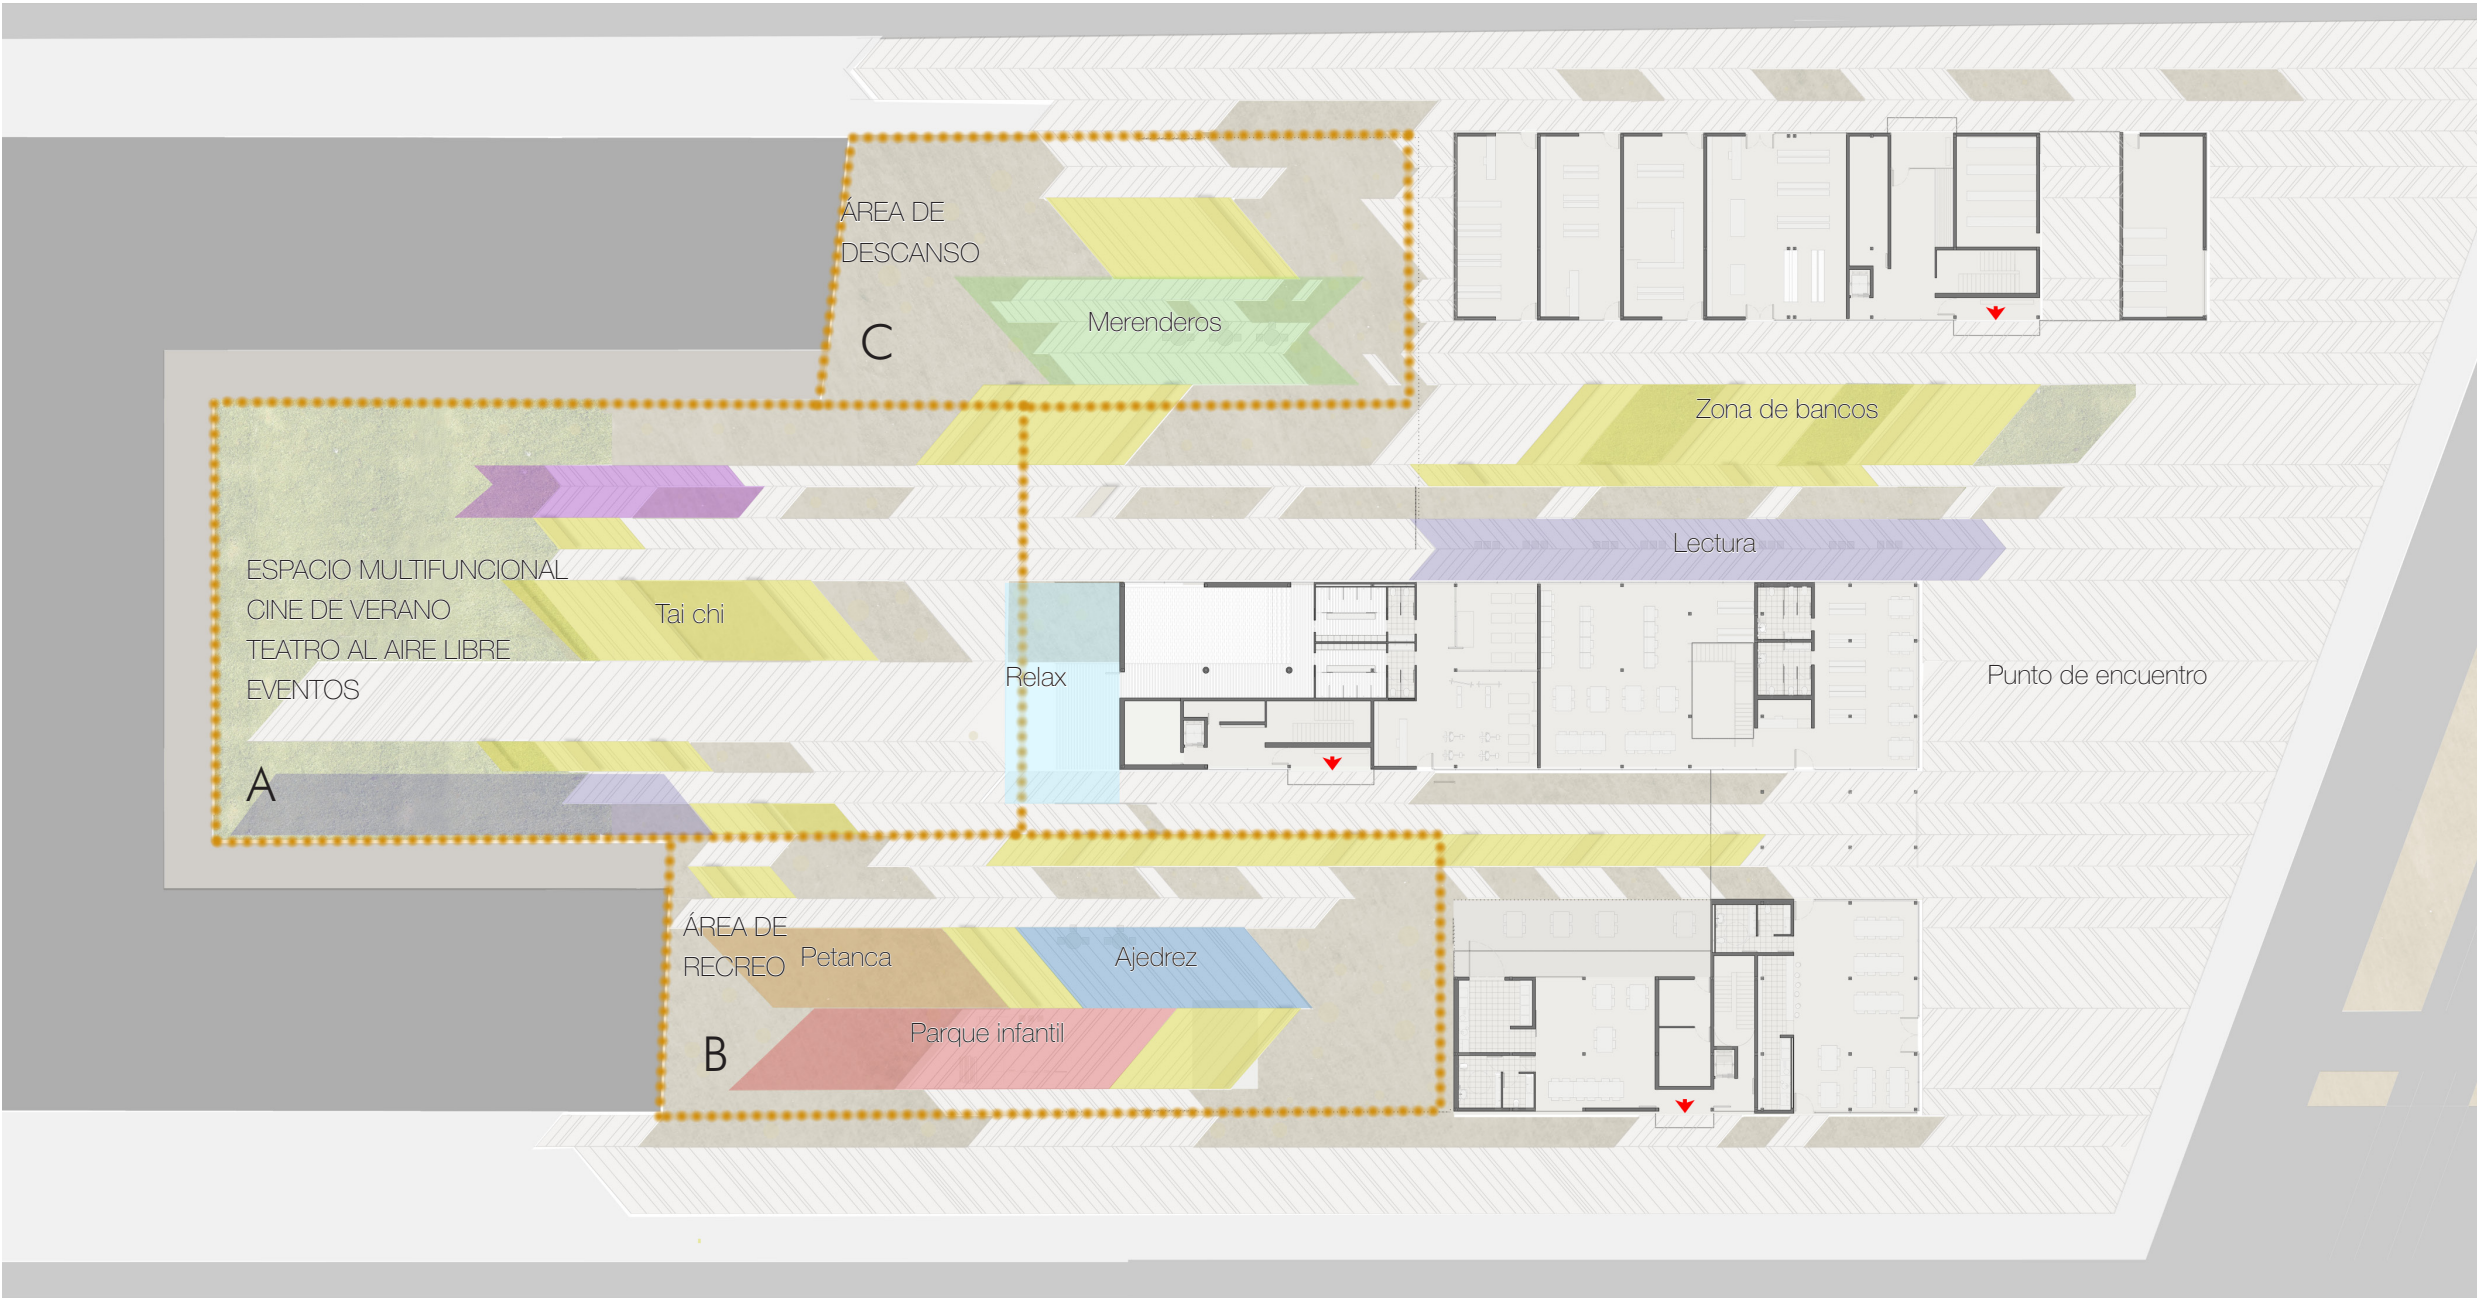 ÁREA DE
DESCANSO
Merenderos
C
Zona de bancos
Lectura
ESPACIO MULTIFUNCIONAL
CINE DE VERANO
TEATRO AL AIRE LIBRE
EVENTOS
Tai chi
Relax
Punto de encuentro
A
ÁREA DE
RECREO
Petanca
Ajedrez
Parque infantil
B